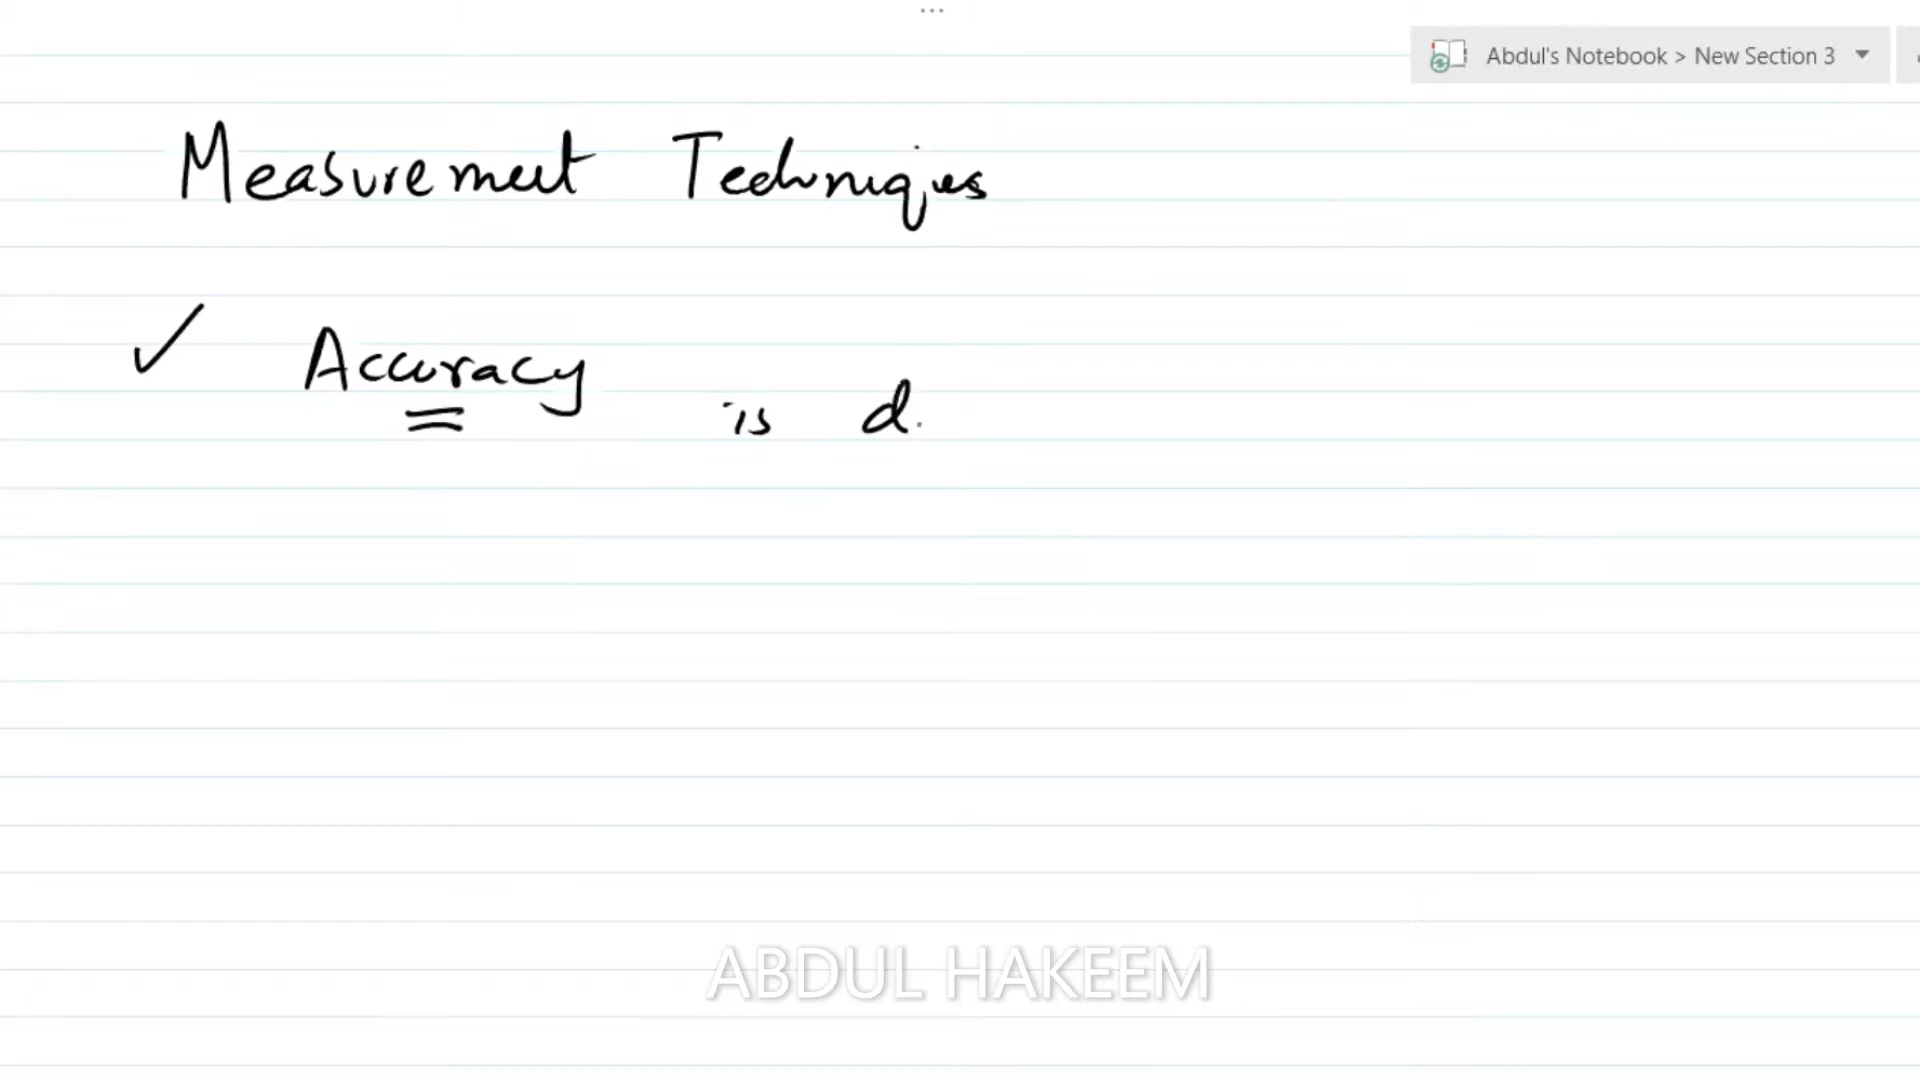 Abdul's Notebook > New Section 3
Measurement Techniques
Accuracy is d
ABDUL HAKEEM